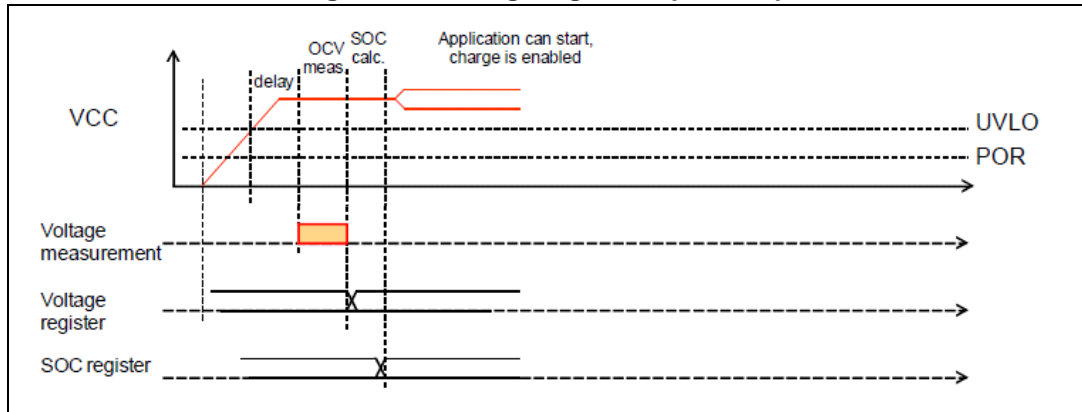 SOC
OCV
calc.
meas.
delay
Application can start,
charge is enabled
VCC
UVLO
POR
Voltage
measurement
Voltage
register
SOC register